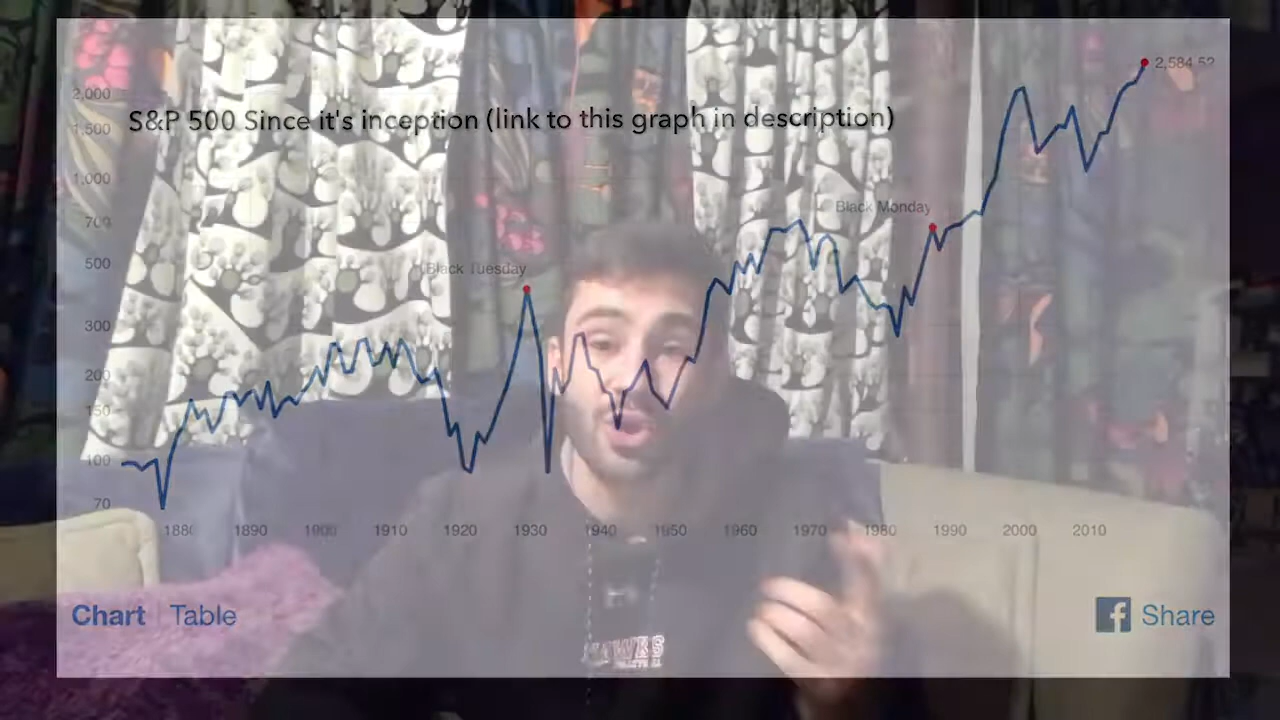 2,584.52
2,000
S&P 500 Since it's inception (link to this graph in description)
1,500
1,000
Black Monday
700
500
Black Tuesday
300
200
150
100
70
1880 1890 1900 1910 1920 1930 1940 1950 1960 1970 1980 1990 2000 2010
Chart | Table
Share
HAWKS